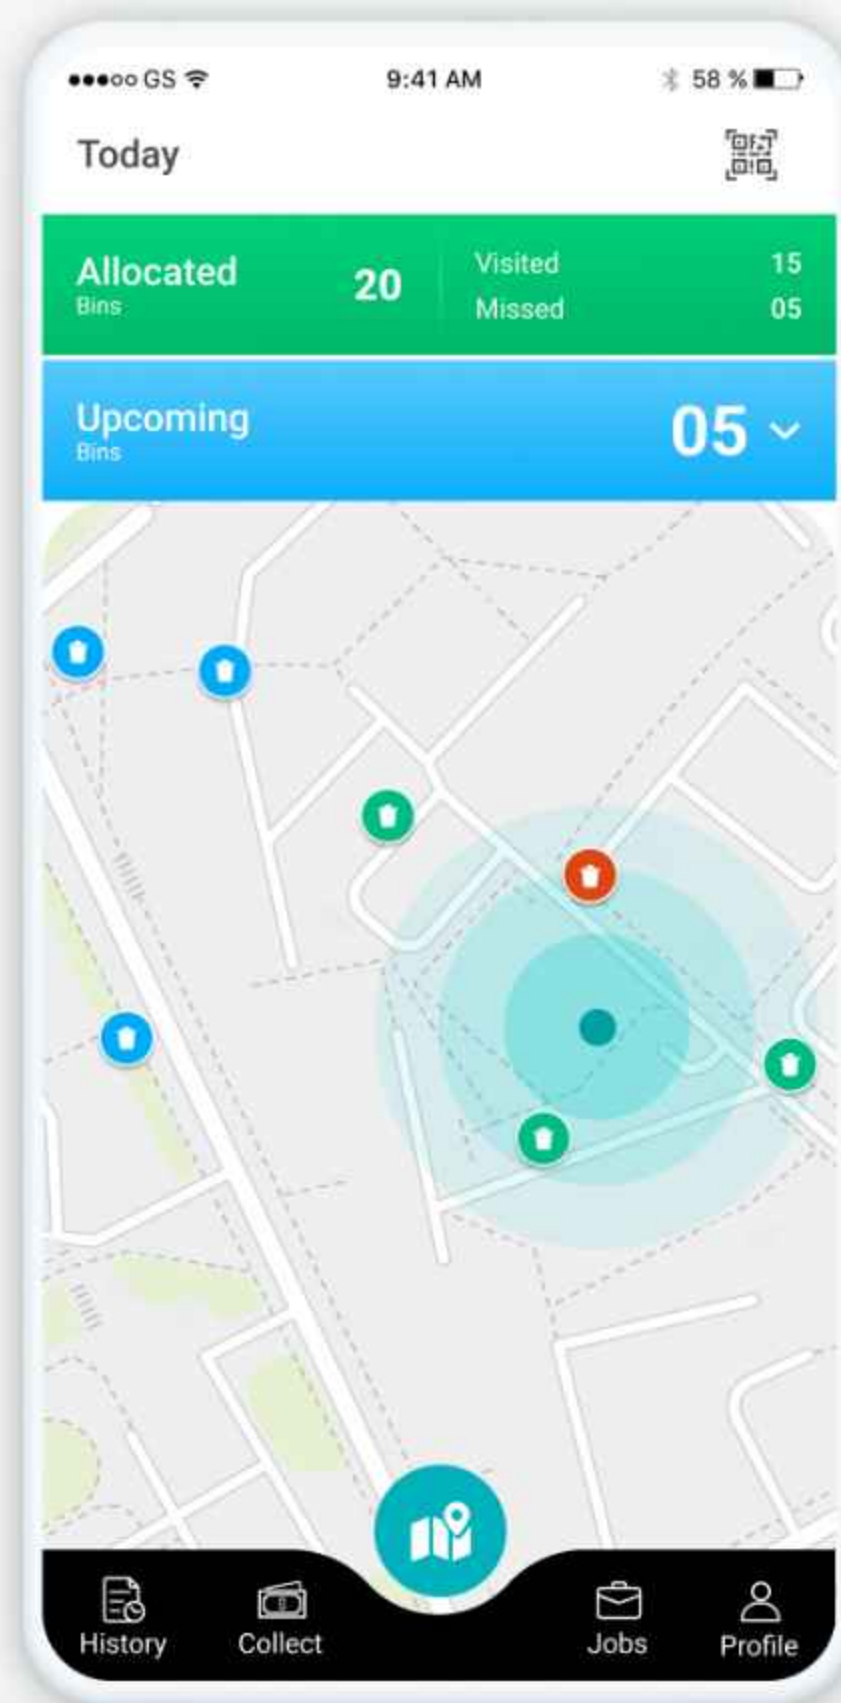 ●●●○○ GS 9:41 AM 58 %
Today
Allocated 20
Bins
Visited 15
Missed 05
Upcoming 05
Bins
History Collect Jobs Profile